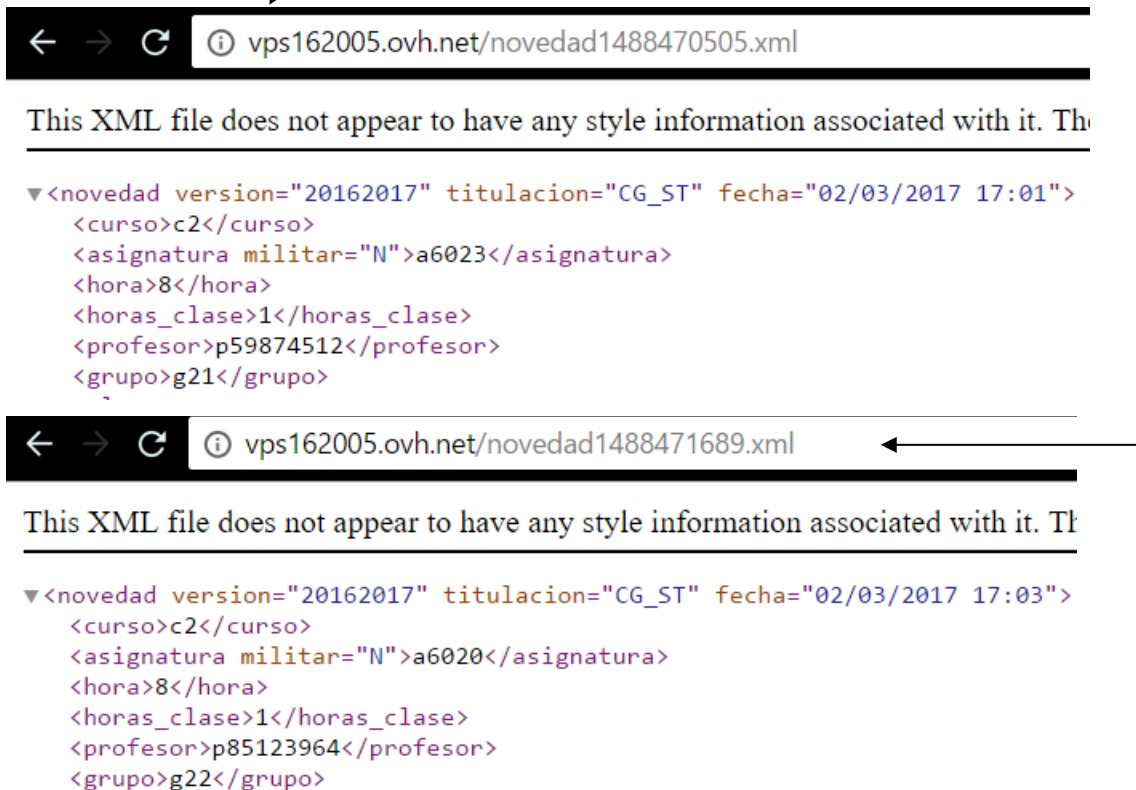 vps162005.ovh.net/novedad1488470505.xml
This XML file does not appear to have any style information associated with it.
▼<novedad version="20162017" titulacion="CG_ST" fecha="02/03/2017 17:01">
<curso>c2</curso>
<asignatura militar="N">a6023</asignatura>
<hora>8</hora>
<horas_clase>1</horas_clase>
<profesor>p59874512</profesor>
<grupo>g21</grupo>
vps162005.ovh.net/novedad1488471689.xml
This XML file does not appear to have any style information associated with it.
▼<novedad version="20162017" titulacion="CG_ST" fecha="02/03/2017 17:03">
<curso>c2</curso>
<asignatura militar="N">a6020</asignatura>
<hora>8</hora>
<horas_clase>1</horas_clase>
<profesor>p85123964</profesor>
<grupo>g22</grupo>